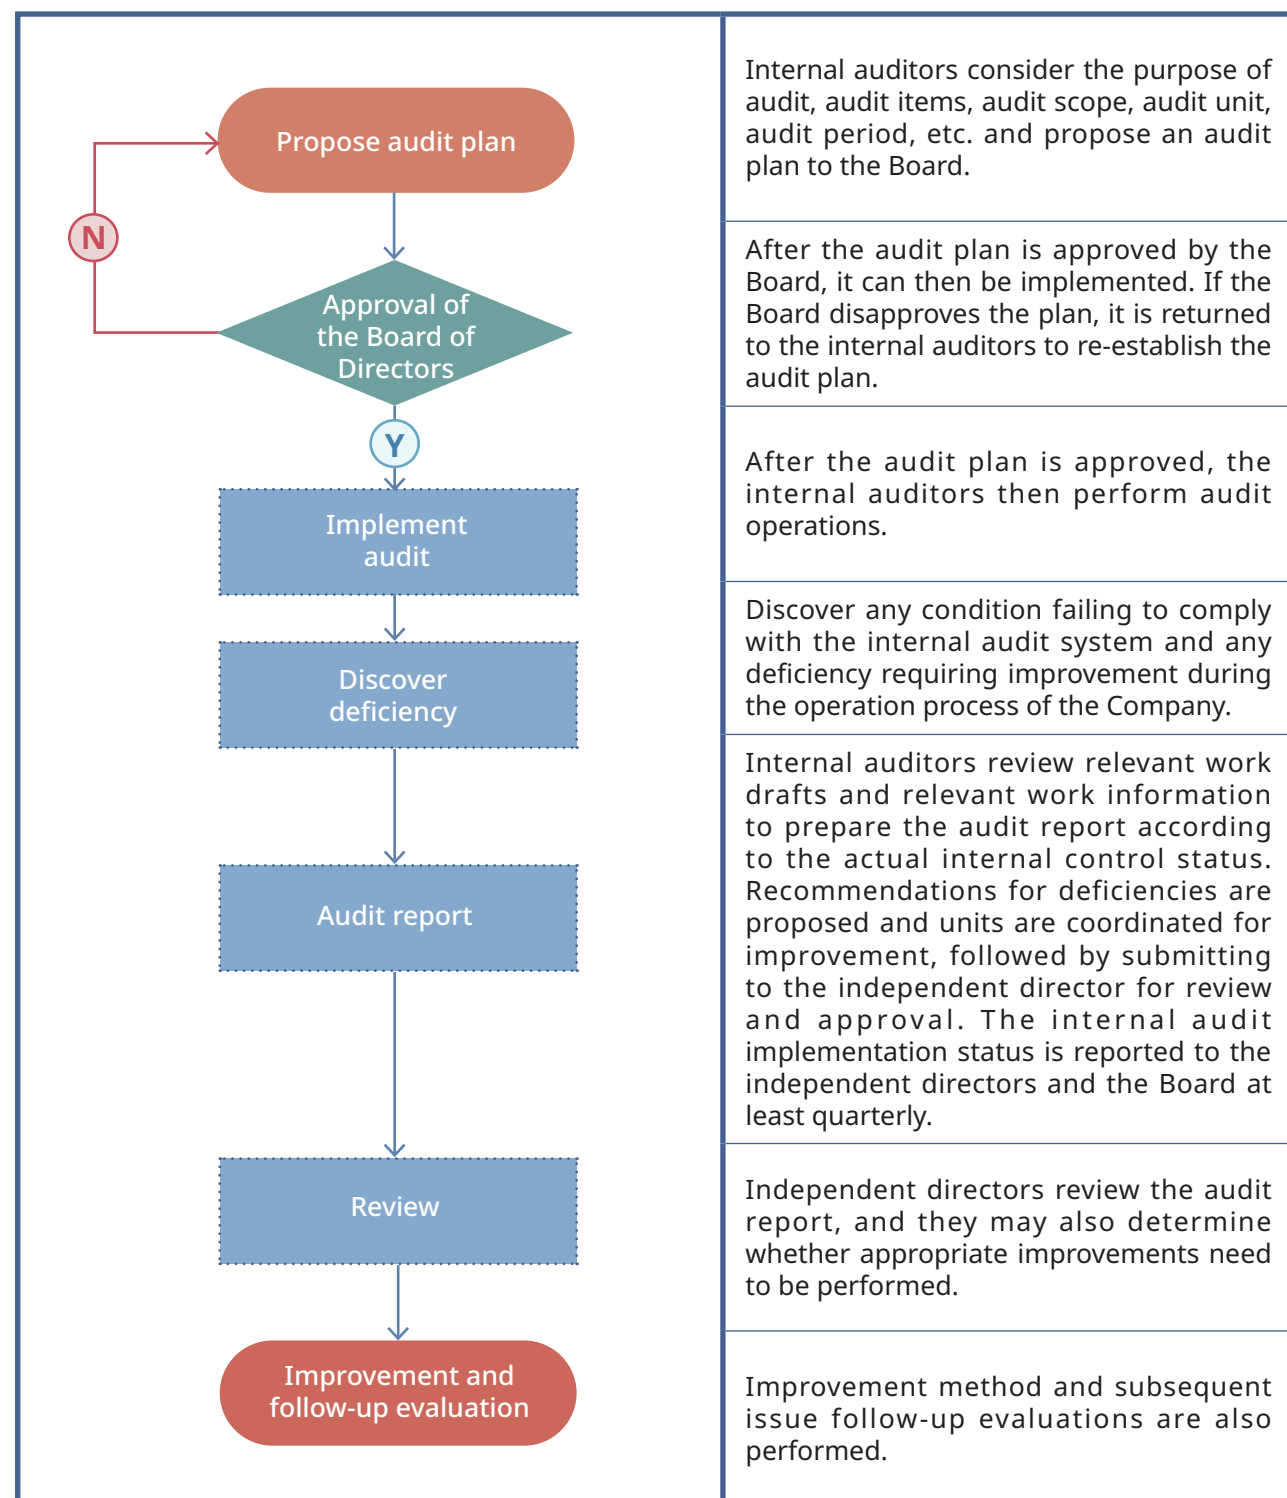 Propose audit plan
Internal auditors consider the purpose of
audit, audit items, audit scope, audit unit,
audit period, etc. and propose an audit
plan to the Board.
N
Approval of
the Board of
Directors
After the audit plan is approved by the
Board, it can then be implemented. If the
Board disapproves the plan, it is returned
to the internal auditors to re-establish the
audit plan.
Y
Implement
audit
After the audit plan is approved, the
internal auditors then perform audit
operations.
Discover
deficiency
Discover any condition failing to comply
with the internal audit system and any
deficiency requiring improvement during
the operation process of the Company.
Audit report
Internal auditors review relevant work
drafts and relevant work information
to prepare the audit report according
to the actual internal control status.
Recommendations for deficiencies are
proposed and units are coordinated for
improvement, followed by submitting
to the independent director for review
and approval. The internal audit
implementation status is reported to the
independent directors and the Board at
least quarterly.
Review
Independent directors review the audit
report, and they may also determine
whether appropriate improvements need
to be performed.
Improvement and
follow-up evaluation
Improvement method and subsequent
issue follow-up evaluations are also
performed.